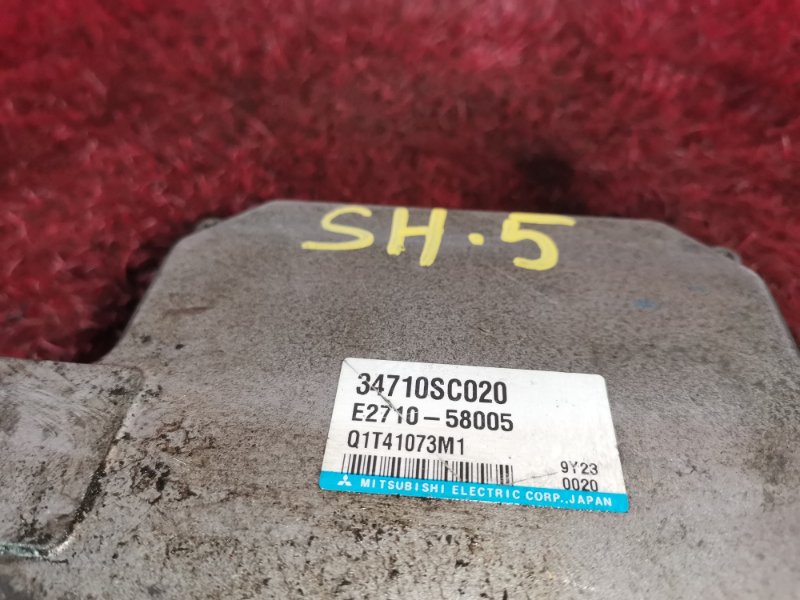 SH.5
34710SC020
E2710-58005
Q1T41073M1
9Y23
0020
MITSUBISHI ELECTRIC CORP., JAPAN